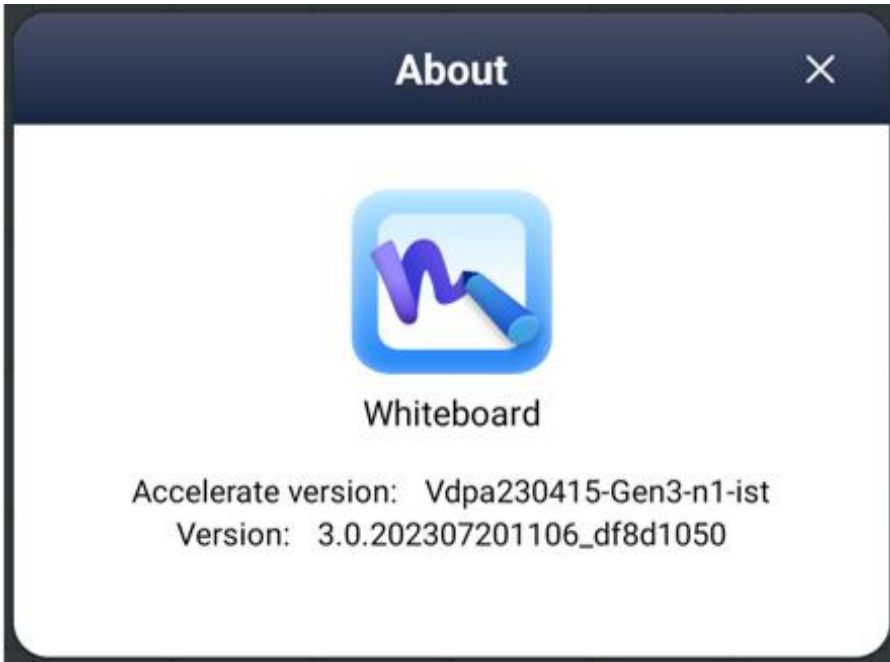 About
Whiteboard
Accelerate version: Vdpa230415-Gen3-n1-ist
Version: 3.0.202307201106_df8d1050